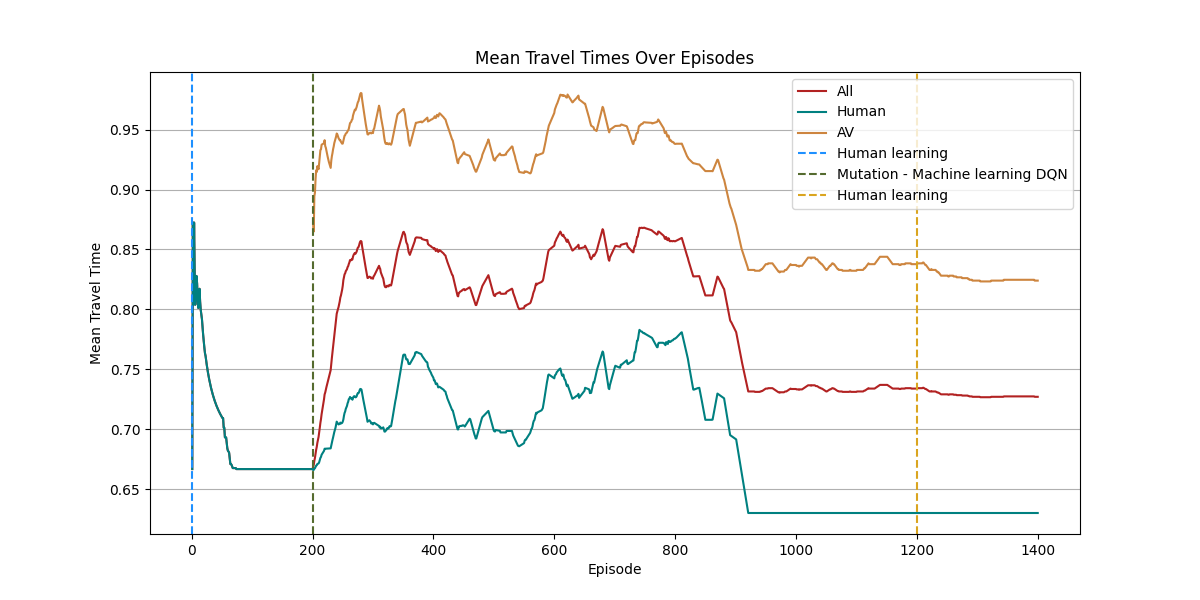 Mean Travel Times Over Episodes
All
Human
AV
Human learning
Mutation - Machine learning DQN
Human learning
0.95
0.90
0.85
0.80
0.75
0.70
0.65
Mean Travel Time
0 200 400 600 800 1000 1200 1400
Episode